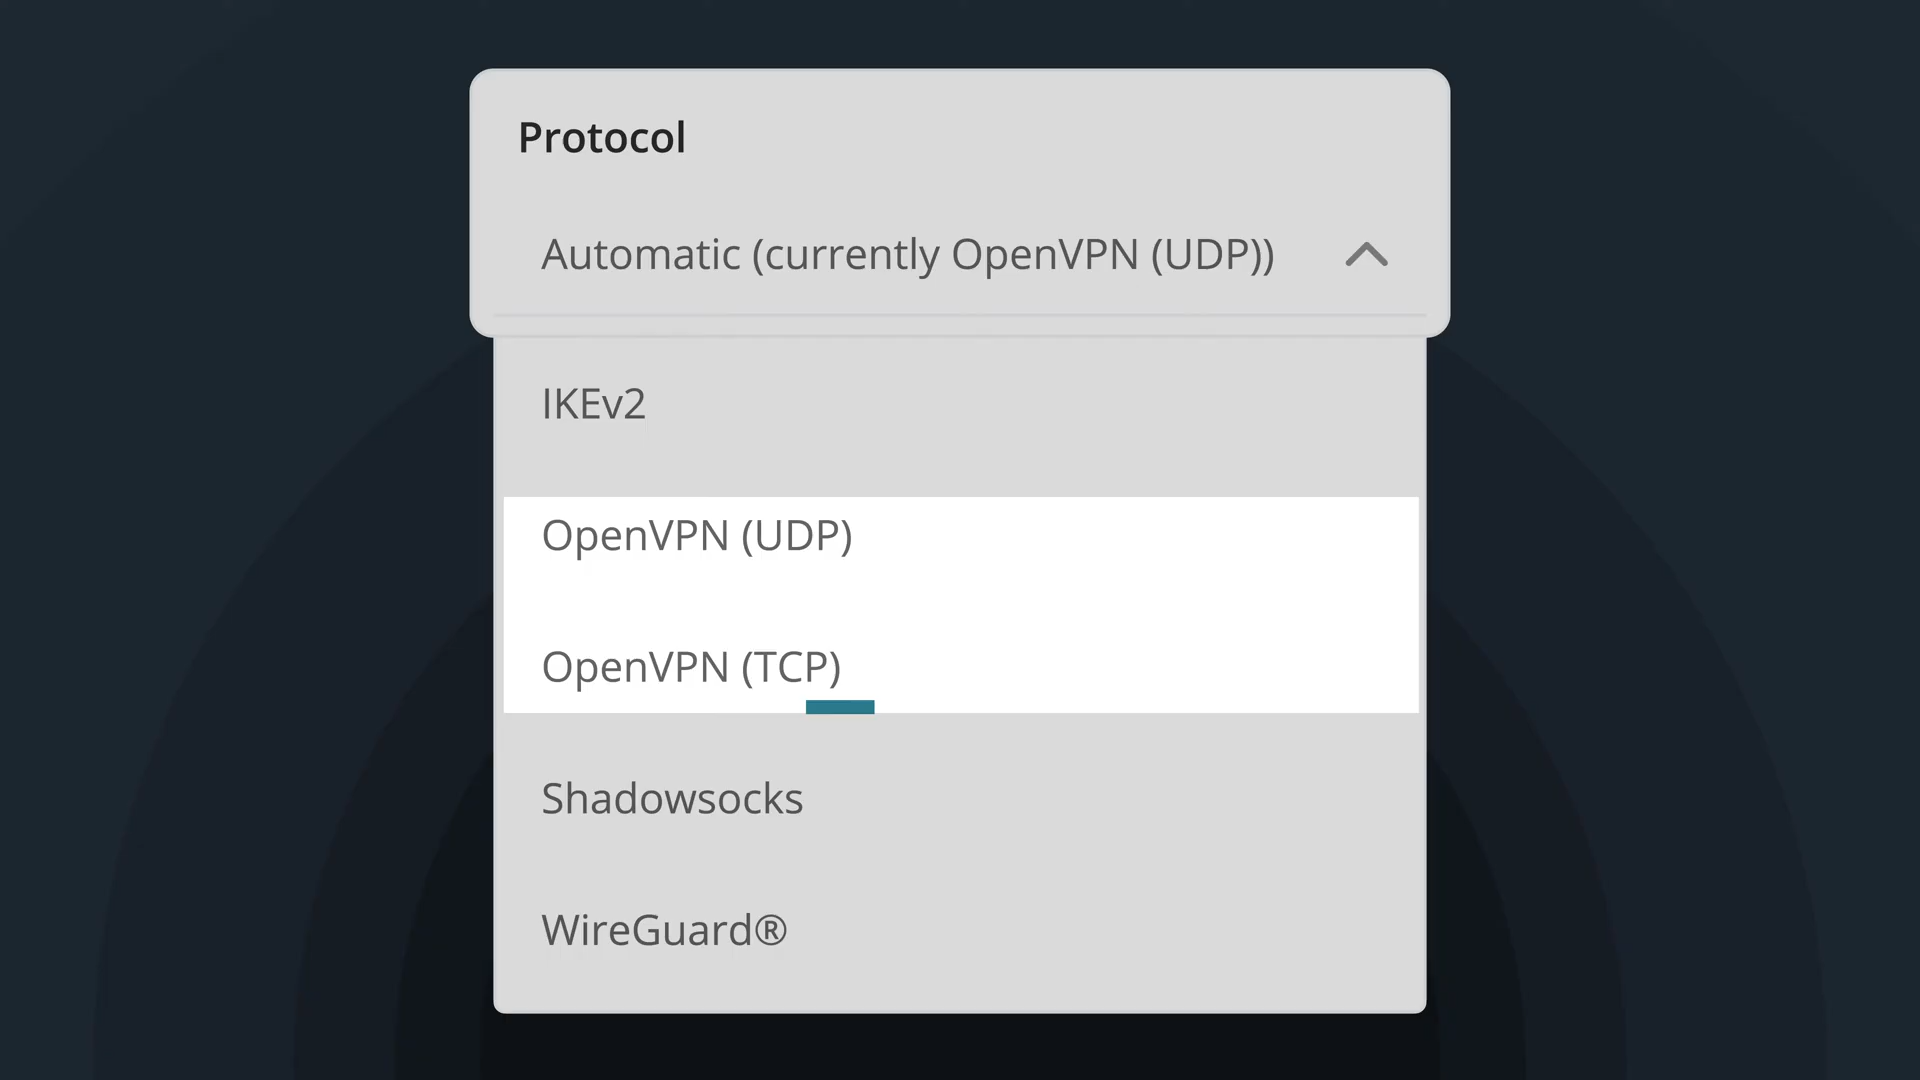 Protocol
Automatic (currently OpenVPN (UDP))
IKEv2
OpenVPN (UDP)
OpenVPN (TCP)
Shadowsocks
WireGuard®